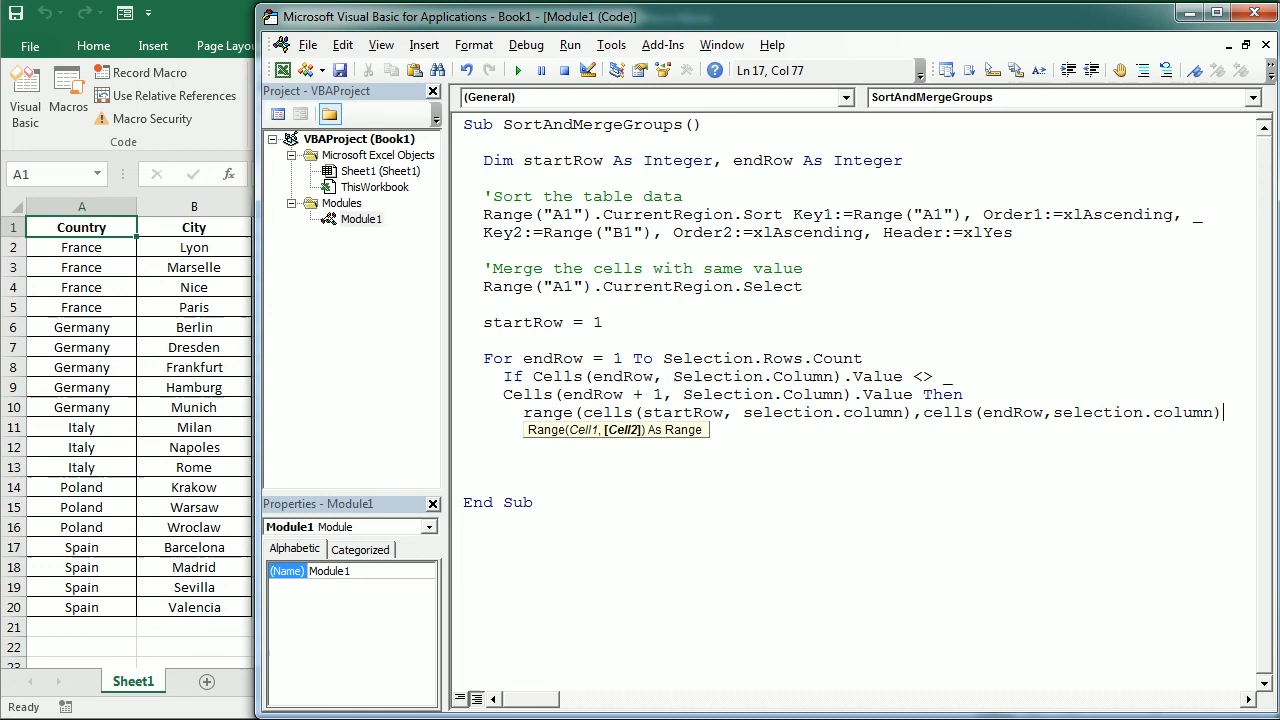 Microsoft Visual Basic for Applications - Book1 - [Module1 (Code)]
File Home Insert Page Layou
File Edit View Insert Format Debug Run Tools Add-Ins Window Help
Visual Basic
Macros
Record Macro
Use Relative References
Macro Security
Code
Ln 17, Col 77
A1
fx
A B
1 Country City
2 France Lyon
3 France Marselle
4 France Nice
5 France Paris
6 Germany Berlin
7 Germany Dresden
8 Germany Frankfurt
9 Germany Hamburg
10 Germany Munich
11 Italy Milan
12 Italy Napoles
13 Italy Rome
14 Poland Krakow
15 Poland Warsaw
16 Poland Wroclaw
17 Spain Barcelona
18 Spain Madrid
19 Spain Sevilla
20 Spain Valencia
21
22
23
Sheet1
Ready
Project - VBAProject
VBAProject (Book1)
Microsoft Excel Objects
Sheet1 (Sheet1)
ThisWorkbook
Modules
Module1
Properties - Module1
Module1 Module
Alphabetic Categorized
(Name) Module1
(General) SortAndMergeGroups
Sub SortAndMergeGroups()
Dim startRow As Integer, endRow As Integer
'Sort the table data
Range("A1").CurrentRegion.Sort Key1:=Range("A1"), Order1:=xlAscending, _
Key2:=Range("B1"), Order2:=xlAscending, Header:=xlYes
'Merge the cells with same value
Range("A1").CurrentRegion.Select
startRow = 1
For endRow = 1 To Selection.Rows.Count
If Cells(endRow, Selection.Column).Value <> _
Cells(endRow + 1, Selection.Column).Value Then
range(cells(startRow, selection.column),cells(endRow,selection.column)
Range(Cell1, [Cell2]) As Range
End Sub